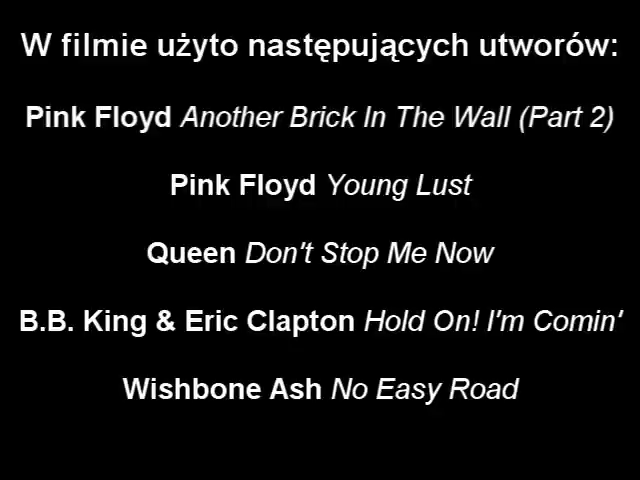 W filmie użyto następujących utworów:
Pink Floyd Another Brick In The Wall (Part 2)
Pink Floyd Young Lust
Queen Don't Stop Me Now
B.B. King & Eric Clapton Hold On! I'm Comin'
Wishbone Ash No Easy Road